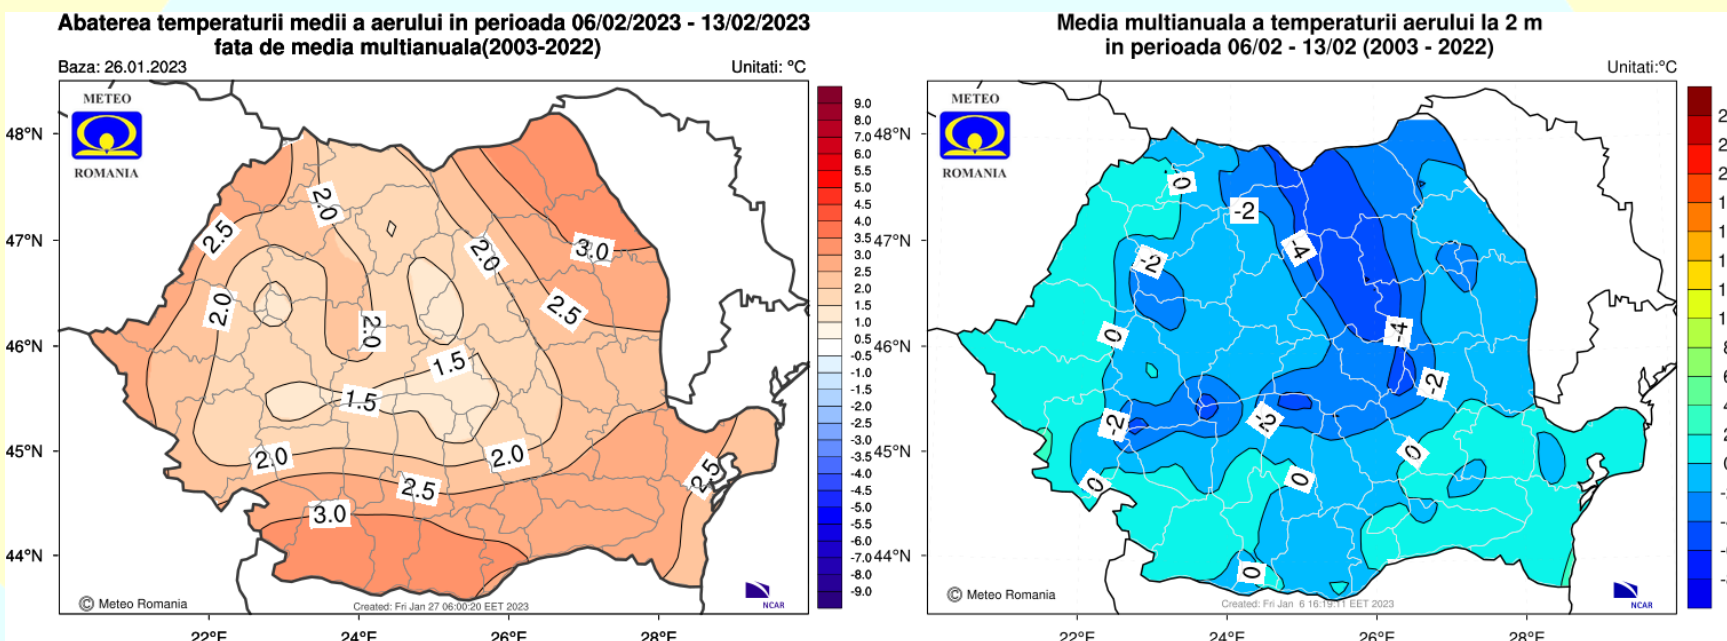 Abaterea temperaturii medii a aerului in perioada 06/02/2023 - 13/02/2023
fata de media multianuala(2003-2022)
Baza: 26.01.2023
Unitati: °C
METEO
ROMANIA
48°N
47°N
46°N
45°N
44°N
2.0
2.5
2.0
3.0
2.5
2.0
2.0
1.5
1.5
2.0
2.0
2.5
2.5
3.0
© Meteo Romania
Created: Fri Jan 27 06:00:20 EET 2023
NCAR
22°E
24°E
26°E
28°E
9.0
8.0
7.0
6.0
5.5
5.0
4.5
4.0
3.5
3.0
2.5
2.0
1.5
1.0
0.5
-0.5
-1.0
-1.5
-2.0
-2.5
-3.0
-3.5
-4.0
-4.5
-5.0
-5.5
-6.0
-7.0
-8.0
-9.0
Media multianuala a temperaturii aerului la 2 m
in perioada 06/02 - 13/02 (2003 - 2022)
Unitati:°C
METEO
ROMANIA
48°N
47°N
46°N
45°N
44°N
0
-2
-4
-2
0
-4
-2
-2
-2
0
0
0
0
© Meteo Romania
Created: Fri Jan 6 16:19:11 EET 2023
NCAR
22°E
24°E
26°E
28°E